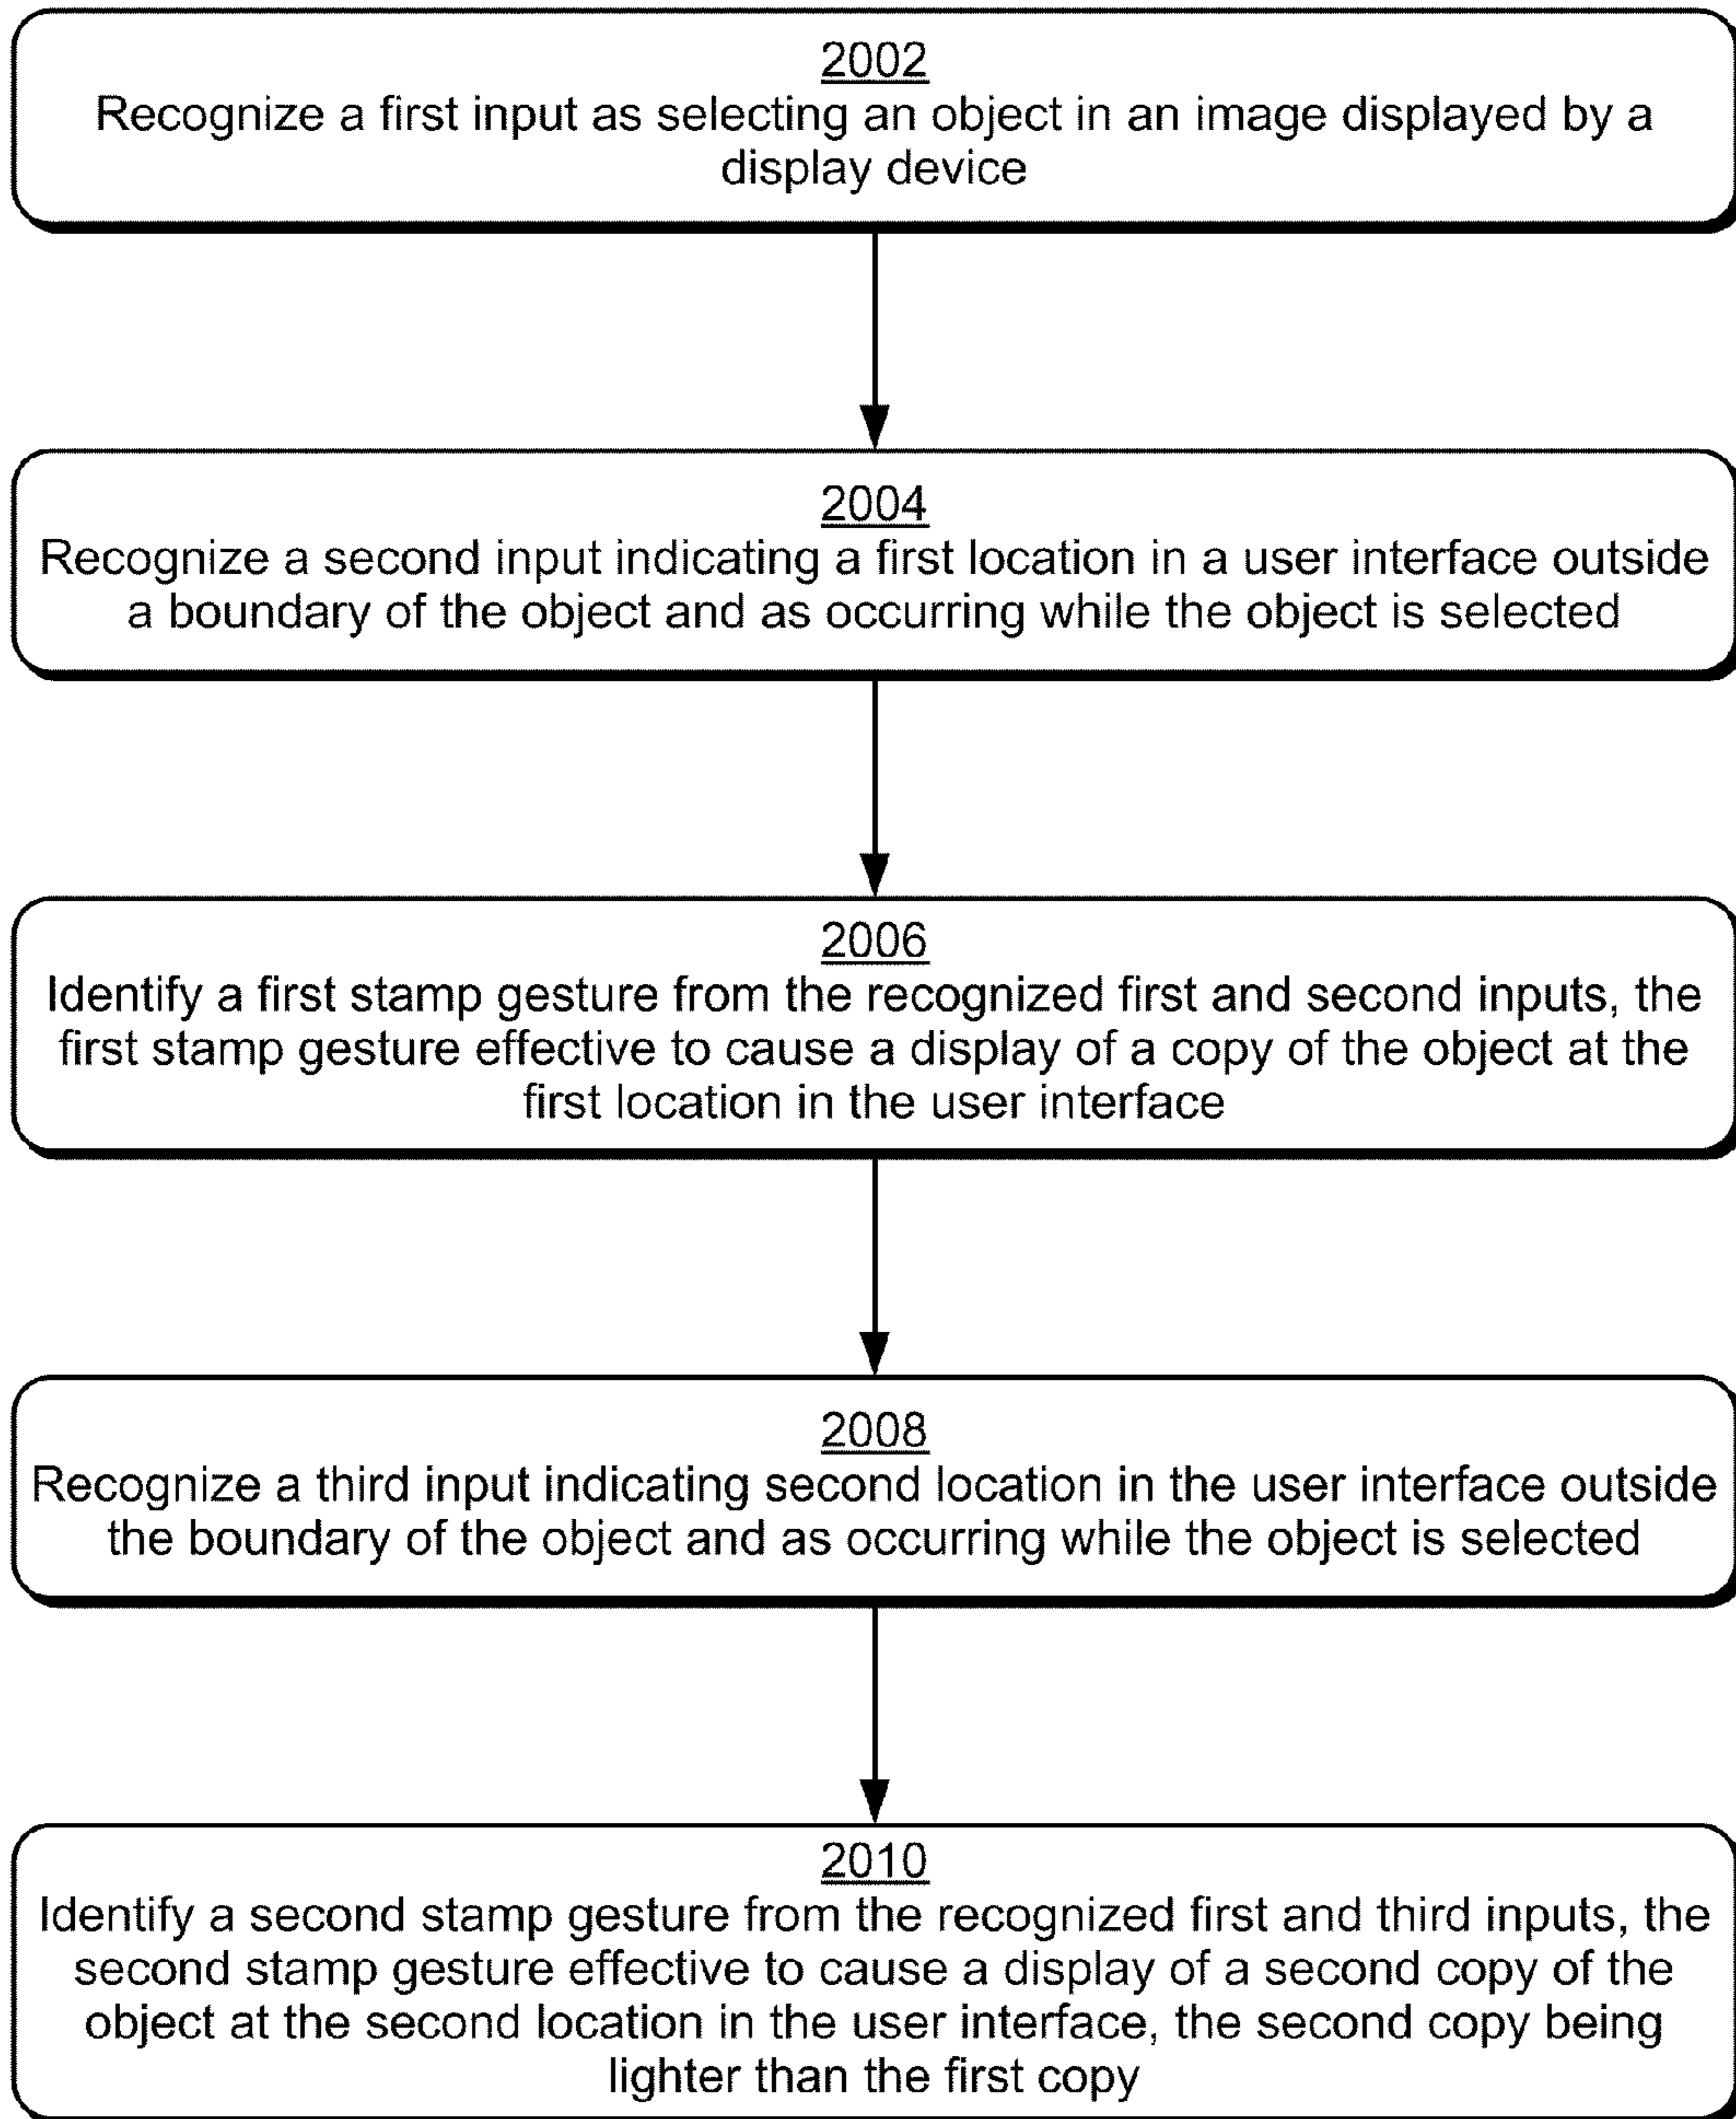 2002
Recognize a first input as selecting an object in an image displayed by a
display device
2004
Recognize a second input indicating a first location in a user interface outside
a boundary of the object and as occurring while the object is selected
2006
Identify a first stamp gesture from the recognized first and second inputs, the
first stamp gesture effective to cause a display of a copy of the object at the
first location in the user interface
2008
Recognize a third input indicating second location in the user interface outside
the boundary of the object and as occurring while the object is selected
2010
Identify a second stamp gesture from the recognized first and third inputs, the
second stamp gesture effective to cause a display of a second copy of the
object at the second location in the user interface, the second copy being
lighter than the first copy